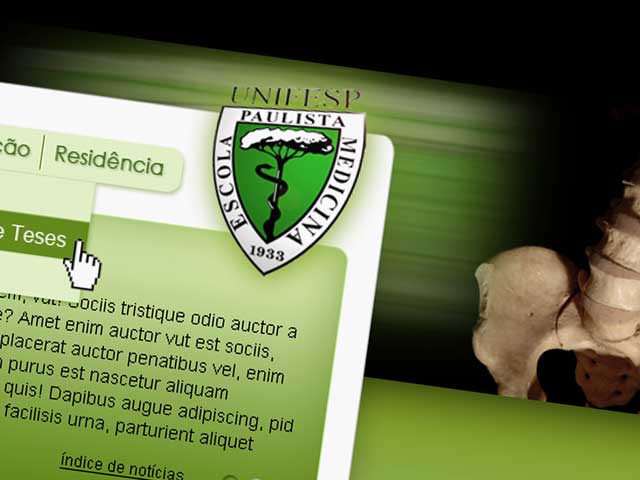 UNIFESP
PAULISTA
ESCOLA
MEDICINA
1933
ção
Residência
e Teses
vut! Sociis tristique odio auctor a
e? Amet enim auctor vut est sociis,
placerat auctor penatibus vel, enim
purus est nascetur aliquam
quis! Dapibus augue adipiscing, pid
facilisis urna, parturient aliquet
índice de notícias